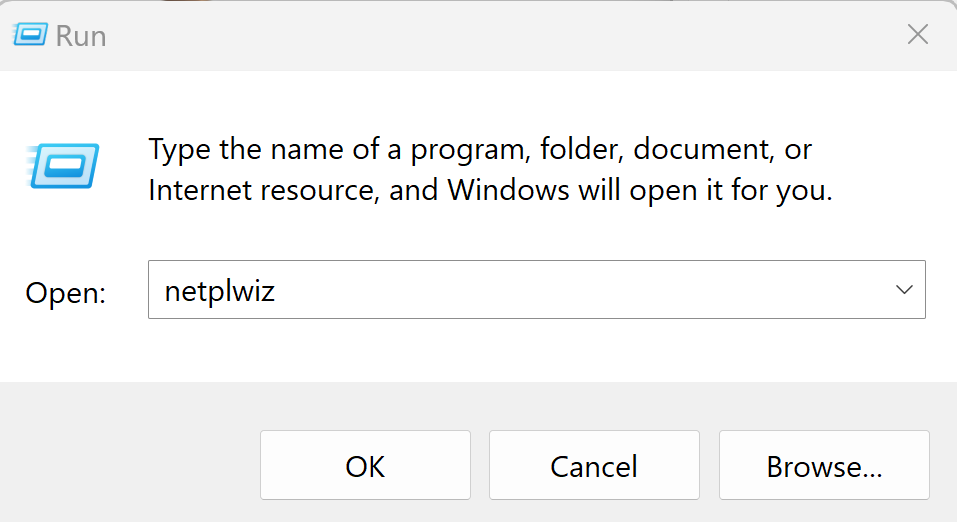 Run
Type the name of a program, folder, document, or
Internet resource, and Windows will open it for you.
Open: netplwiz
OK Cancel Browse...